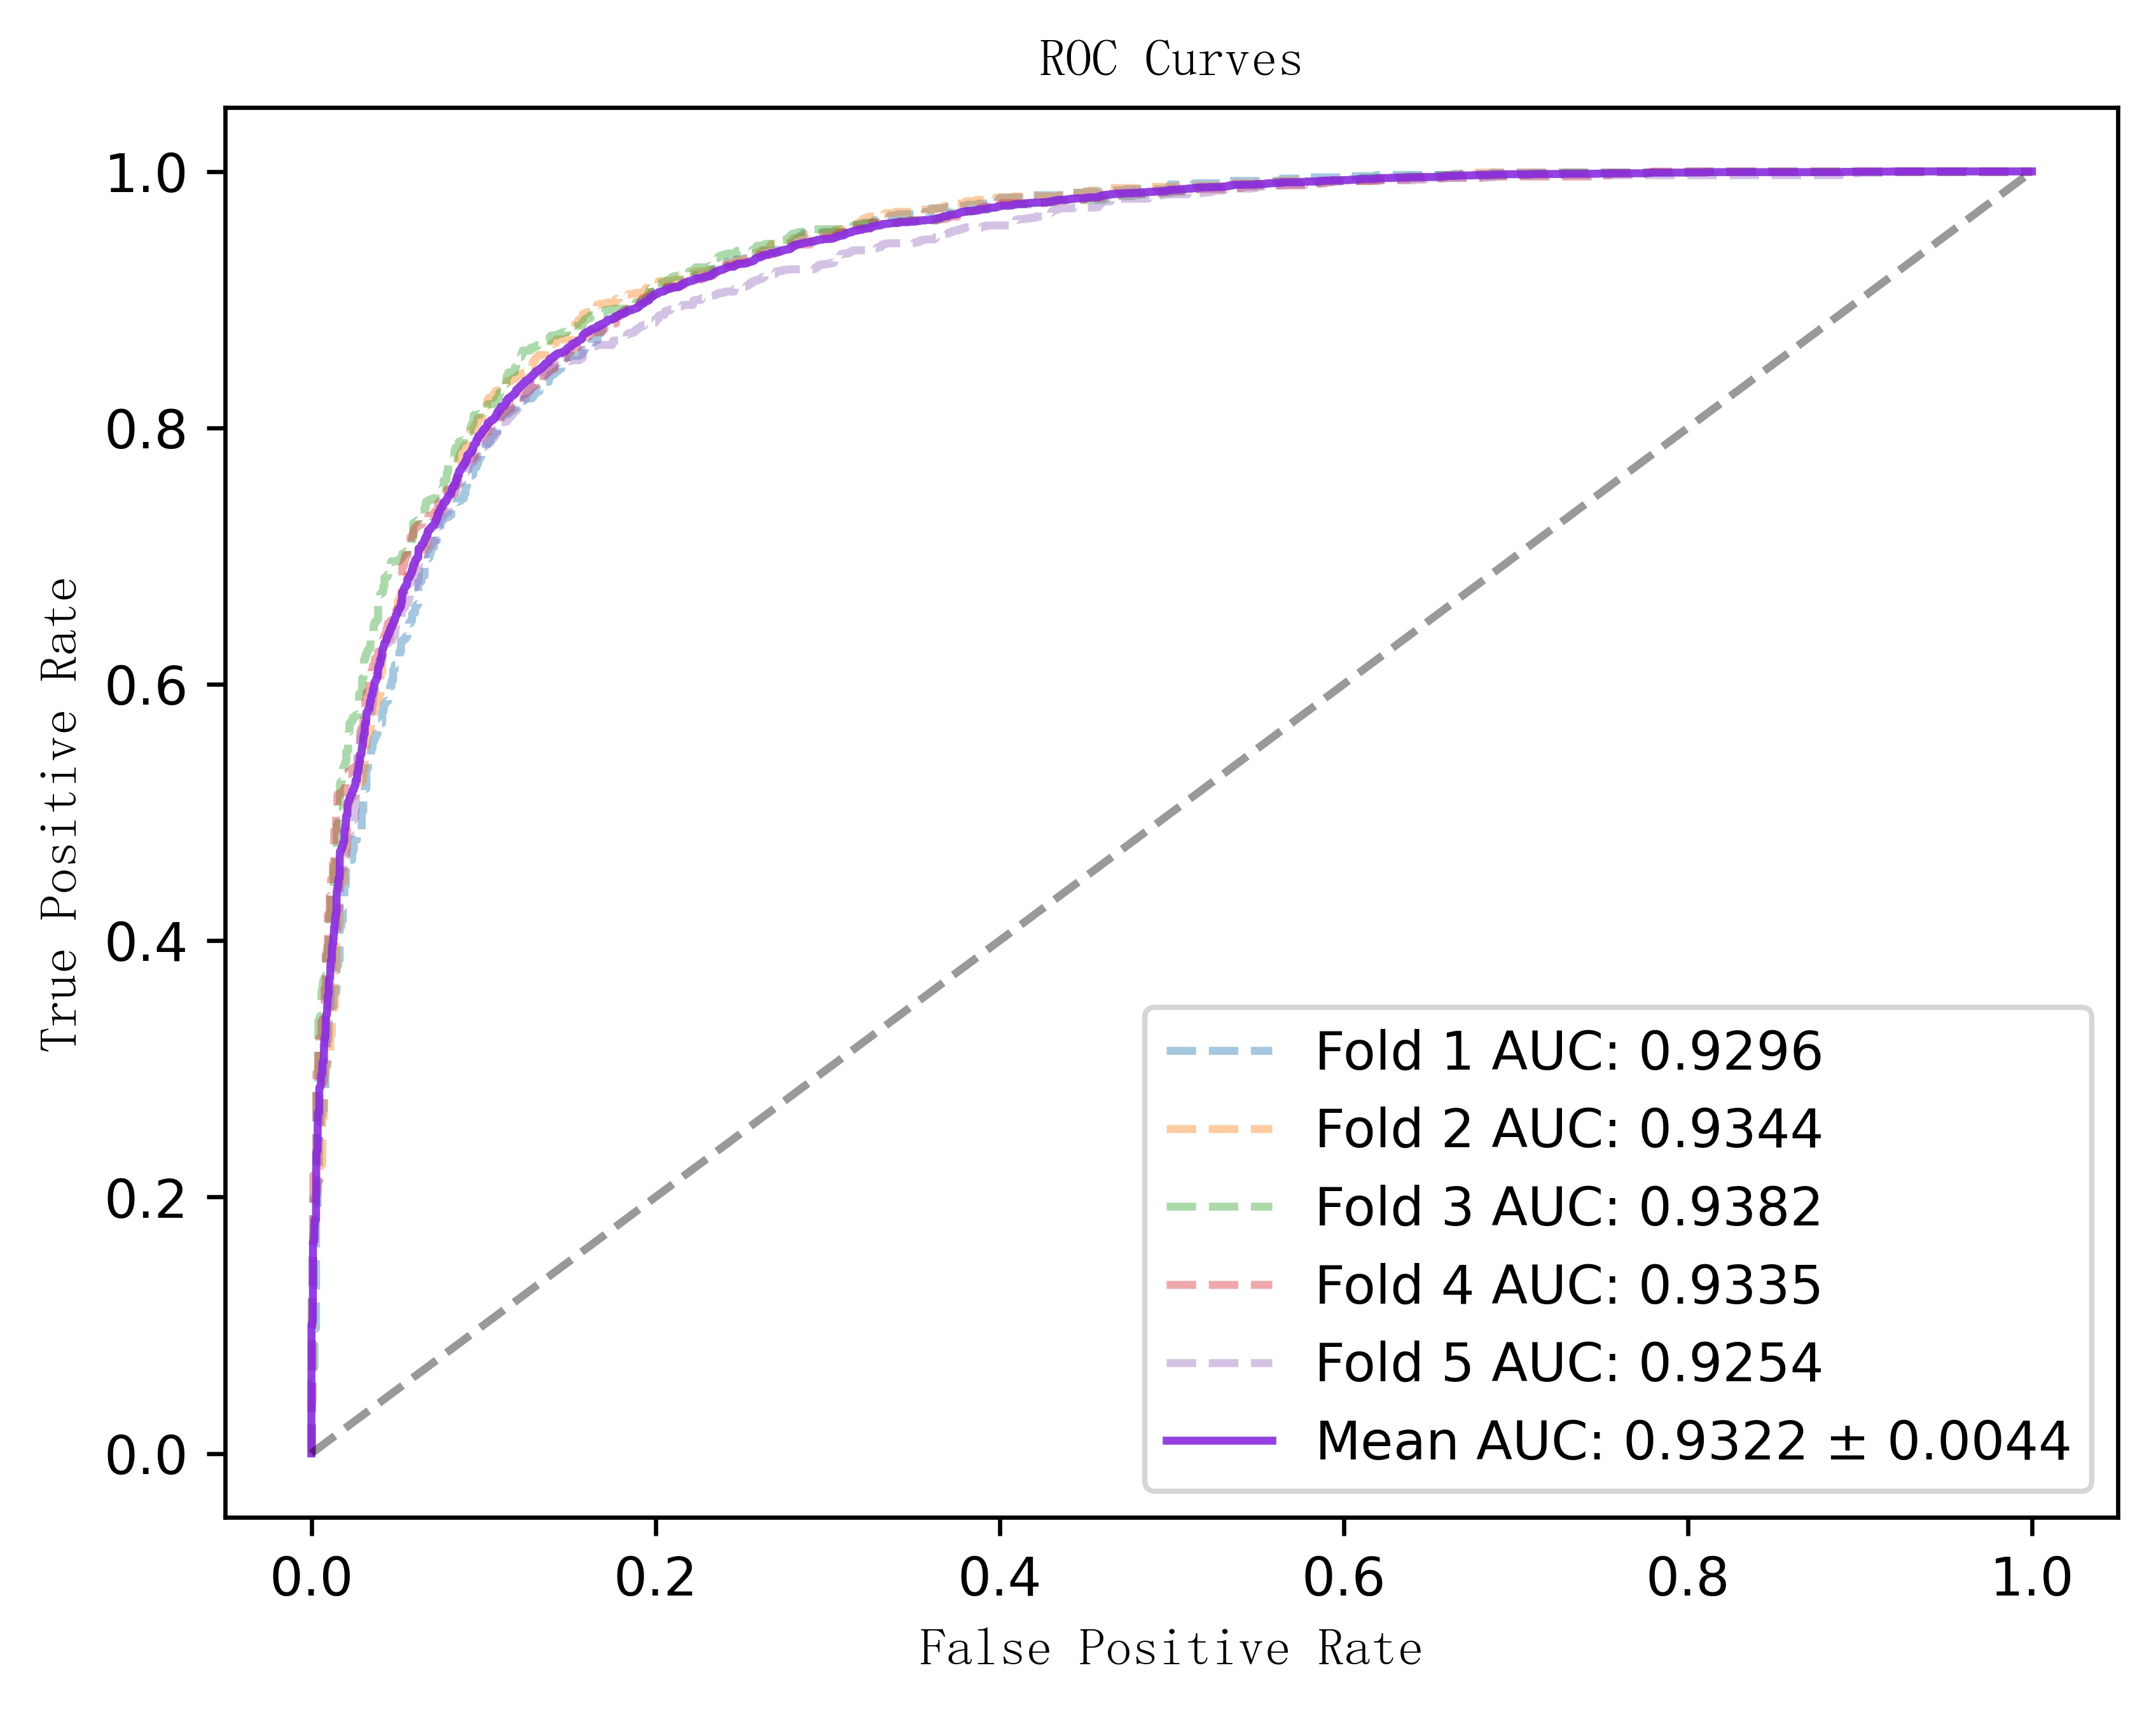 ROC Curves
True Positive Rate
1.0
0.8
0.6
0.4
0.2
0.0
Fold 1 AUC: 0.9296
Fold 2 AUC: 0.9344
Fold 3 AUC: 0.9382
Fold 4 AUC: 0.9335
Fold 5 AUC: 0.9254
Mean AUC: 0.9322 ± 0.0044
0.0 0.2 0.4 0.6 0.8 1.0
False Positive Rate